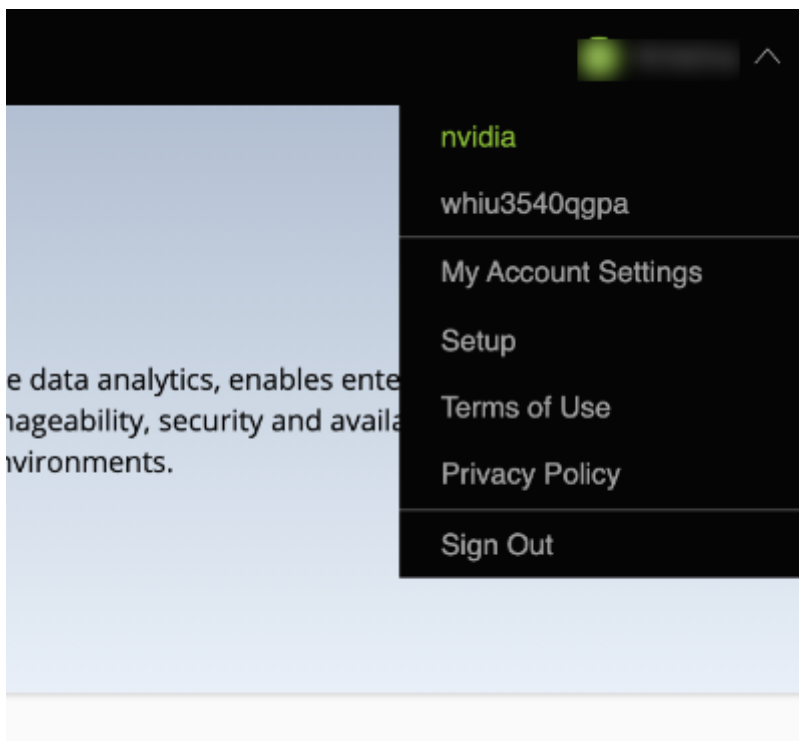 nvidia
whiu3540qgpa
My Account Settings
Setup
e data analytics, enables ente
Terms of Use
nageability, security and availa
Privacy Policy
nvironments.
Sign Out